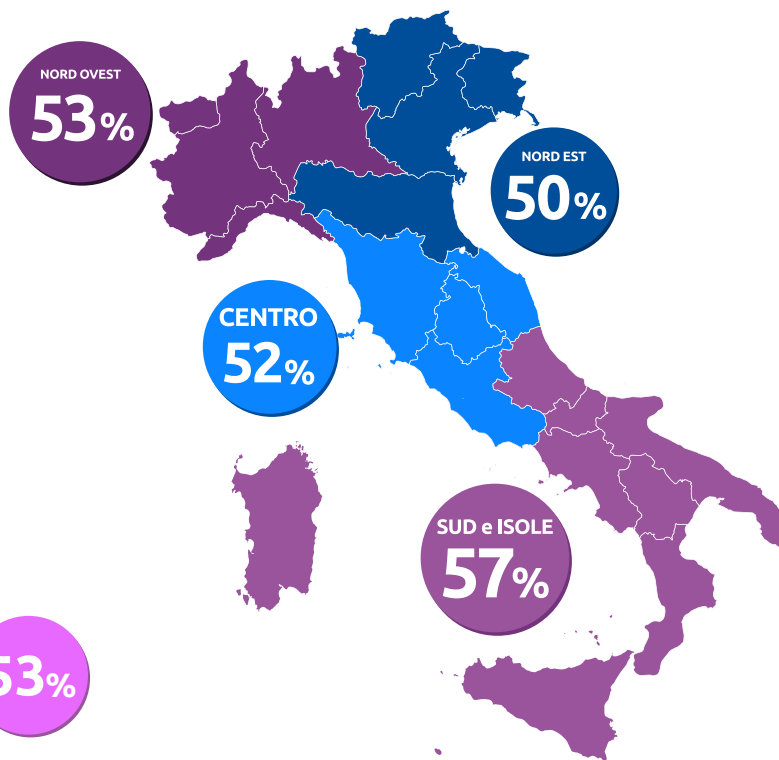 NORD OVEST
53%
NORD EST
50%
CENTRO
52%
SUD e ISOLE
57%
53%